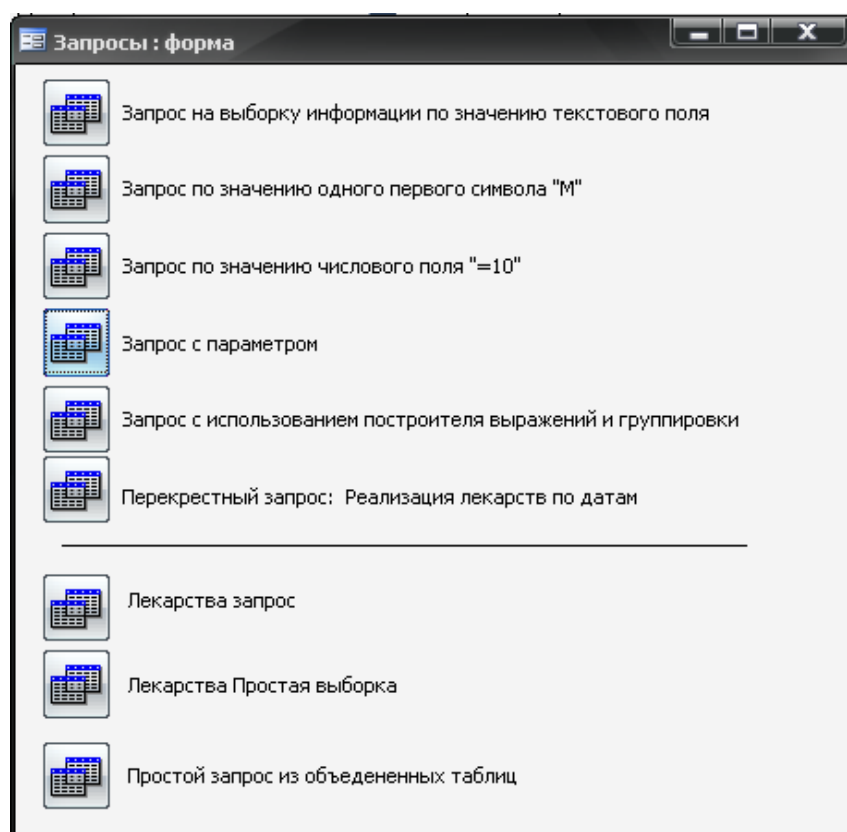 Запросы : форма
Запрос на выборку информации по значению текстового поля
Запрос по значению одного первого символа "М"
Запрос по значению числового поля "=10"
Запрос с параметром
Запрос с использованием построителя выражений и группировки
Перекрестный запрос: Реализация лекарств по датам
Лекарства запрос
Лекарства Простая выборка
Простой запрос из объедененных таблиц